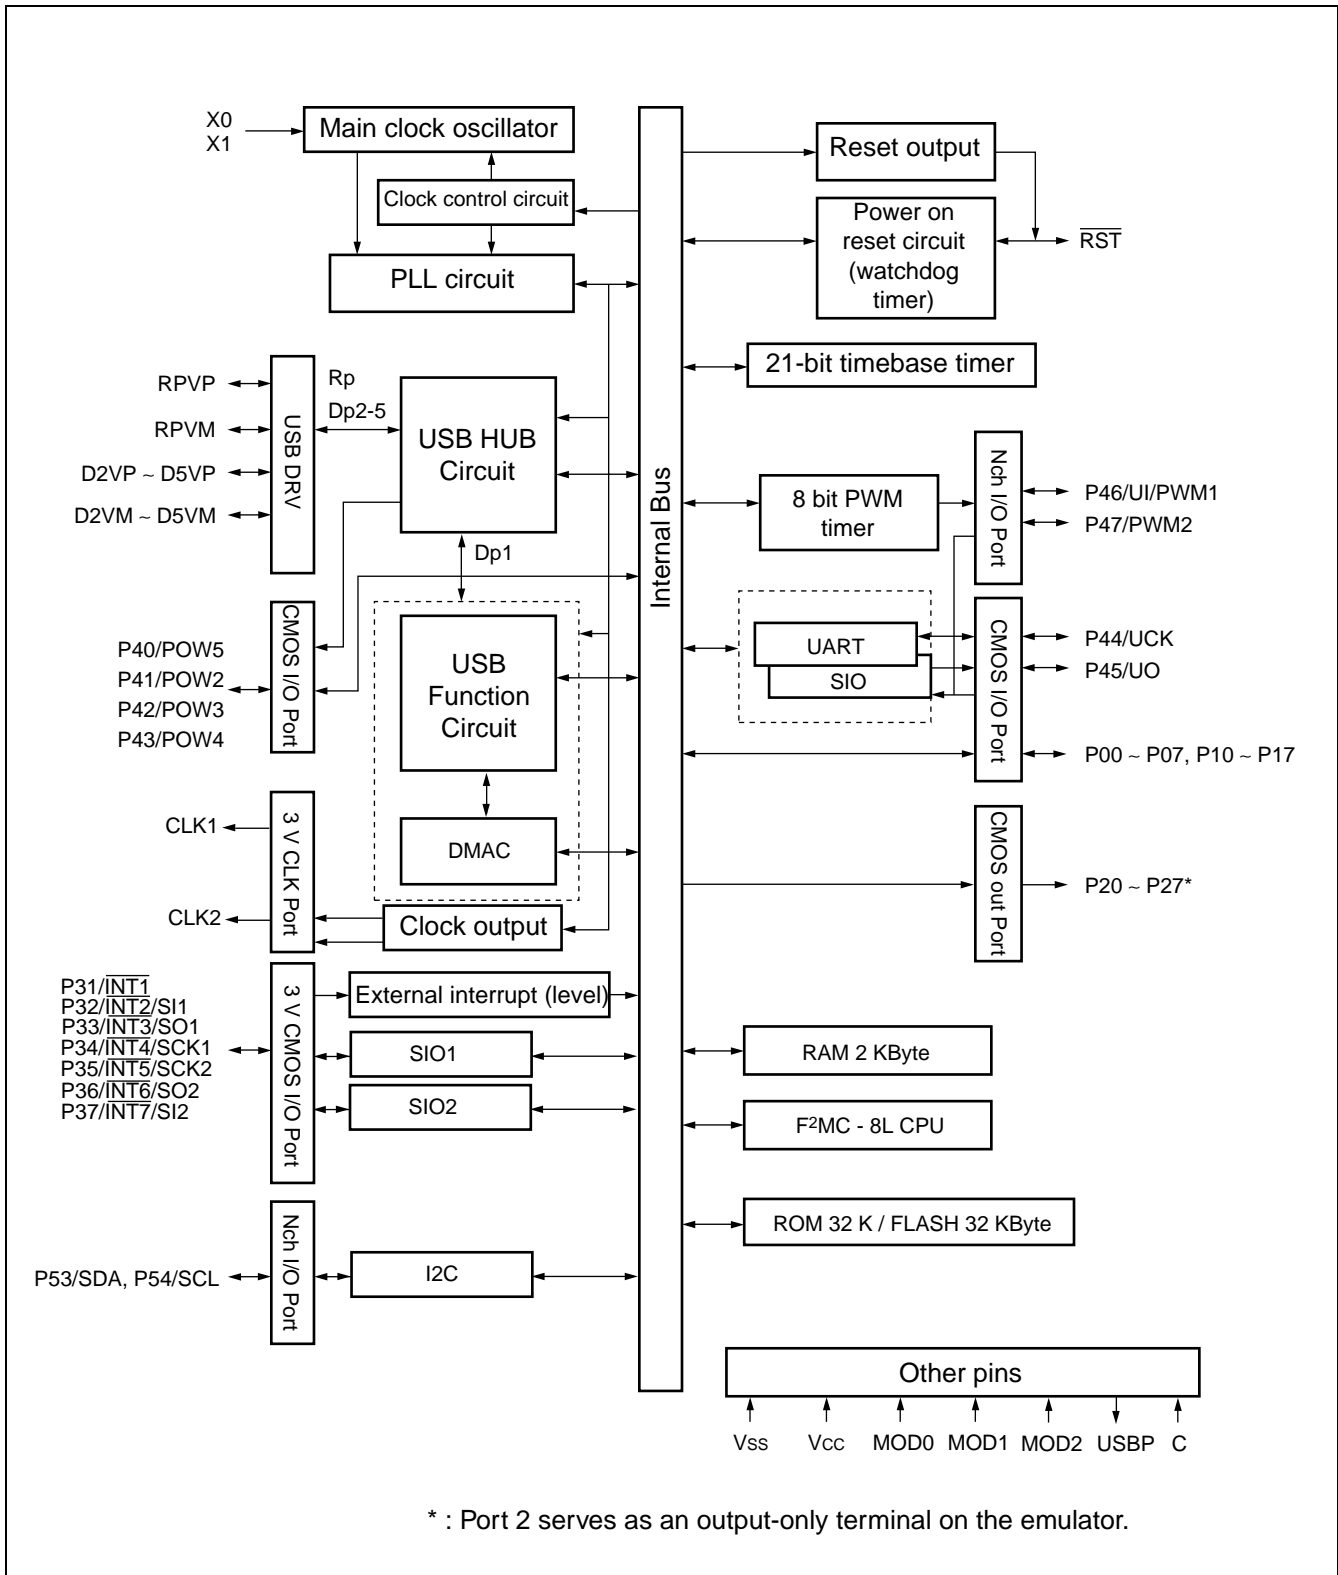 X0
X1
Main clock oscillator
Clock control circuit
PLL circuit
RPVP
RPVM
D2VP ~ D5VP
D2VM ~ D5VM
USB DRV
Rp
Dp2-5
USB HUB
Circuit
Dp1
P40/POW5
P41/POW2
P42/POW3
P43/POW4
CMOS I/O Port
USB
Function
Circuit
DMAC
CLK1
CLK2
3 V CLK Port
Clock output
P31/INT1
P32/INT2/SI1
P33/INT3/SO1
P34/INT4/SCK1
P35/INT5/SCK2
P36/INT6/SO2
P37/INT7/SI2
3 V CMOS I/O Port
External interrupt (level)
SIO1
SIO2
P53/SDA, P54/SCL
Nch I/O Port
I2C
Internal Bus
Reset output
Power on
reset circuit
(watchdog
timer)
RST
21-bit timebase timer
8 bit PWM
timer
Nch I/O Port
P46/UI/PWM1
P47/PWM2
UART
SIO
CMOS I/O Port
P44/UCK
P45/UO
P00 ~ P07, P10 ~ P17
CMOS out Port
P20 ~ P27*
RAM 2 KByte
F²MC - 8L CPU
ROM 32 K / FLASH 32 KByte
Other pins
Vss Vcc MOD0 MOD1 MOD2 USBP C
* : Port 2 serves as an output-only terminal on the emulator.